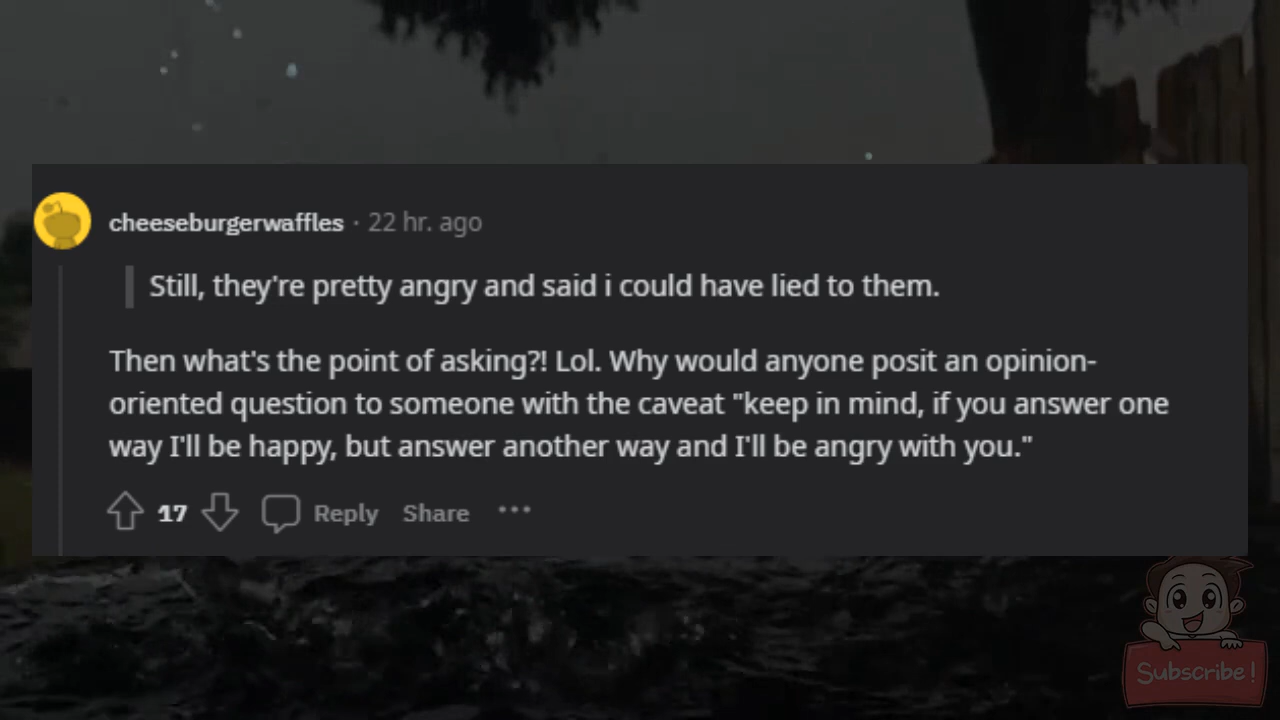 cheeseburgerwaffles · 22 hr. ago
Still, they're pretty angry and said i could have lied to them.
Then what's the point of asking?! Lol. Why would anyone posit an opinion-
oriented question to someone with the caveat "keep in mind, if you answer one
way I'll be happy, but answer another way and I'll be angry with you."
17 Reply Share ···
Subscribe!